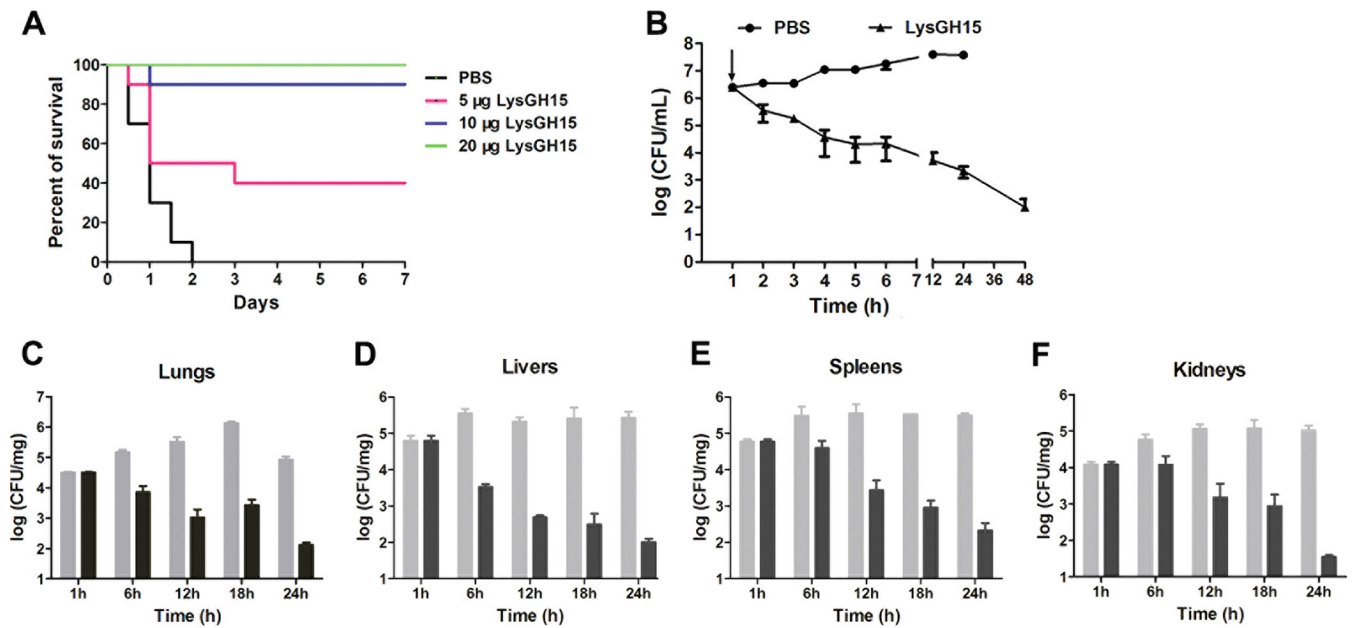 A
Percent of survival
100
80
60
40
20
0
0 1 2 3 4 5 6 7
Days
PBS
5 µg LysGH15
10 µg LysGH15
20 µg LysGH15
B
PBS LysGH15
log (CFU/mL)
8
7
6
5
4
3
2
1
0
1 2 3 4 5 6 7 12 24 36 48
Time (h)
C
Lungs
log (CFU/mg)
7
6
5
4
3
2
1
1h 6h 12h 18h 24h
Time (h)
D
Livers
log (CFU/mg)
6
5
4
3
2
1
1h 6h 12h 18h 24h
Time (h)
E
Spleens
log (CFU/mg)
6
5
4
3
2
1
1h 6h 12h 18h 24h
Time (h)
F
Kidneys
log (CFU/mg)
6
5
4
3
2
1
1h 6h 12h 18h 24h
Time (h)